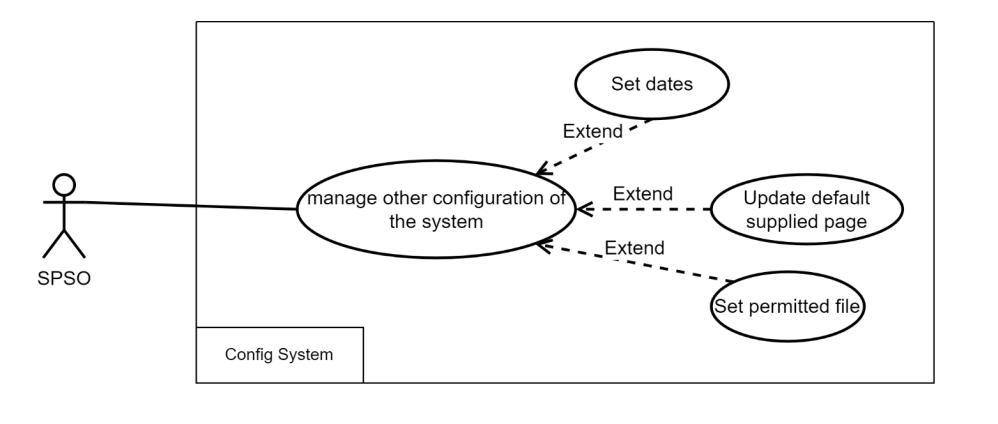 Set dates
Extend
manage other configuration of
the system
Extend
Update default
supplied page
Extend
SPSO
Set permitted file
Config System